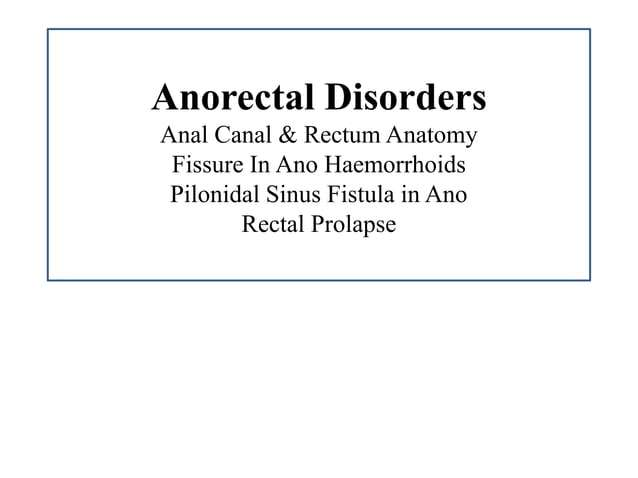 Anorectal Disorders
Anal Canal & Rectum Anatomy
Fissure In Ano Haemorrhoids
Pilonidal Sinus Fistula in Ano
Rectal Prolapse